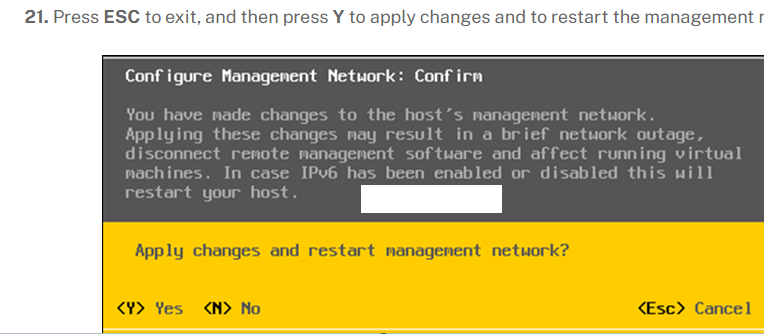 21. Press ESC to exit, and then press Y to apply changes and to restart the management
Configure Management Network: Confirm
You have made changes to the host's management network.
Applying these changes may result in a brief network outage,
disconnect remote management software and affect running virtual
machines. In case IPv6 has been enabled or disabled this will
restart your host.
Apply changes and restart management network?
<Y> Yes <N> No <Esc> Cancel